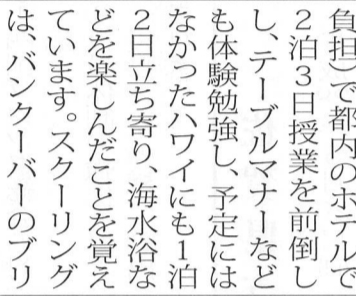 負担）で都内のホテルで
２泊３日授業を前倒し
し、テーブルマナーなど
も体験勉強し、予定には
なかったハワイにも１泊
２日立ち寄り、海水浴な
どを楽しんだことを覚え
ています。スクーリング
は、バンクーバーのブリ